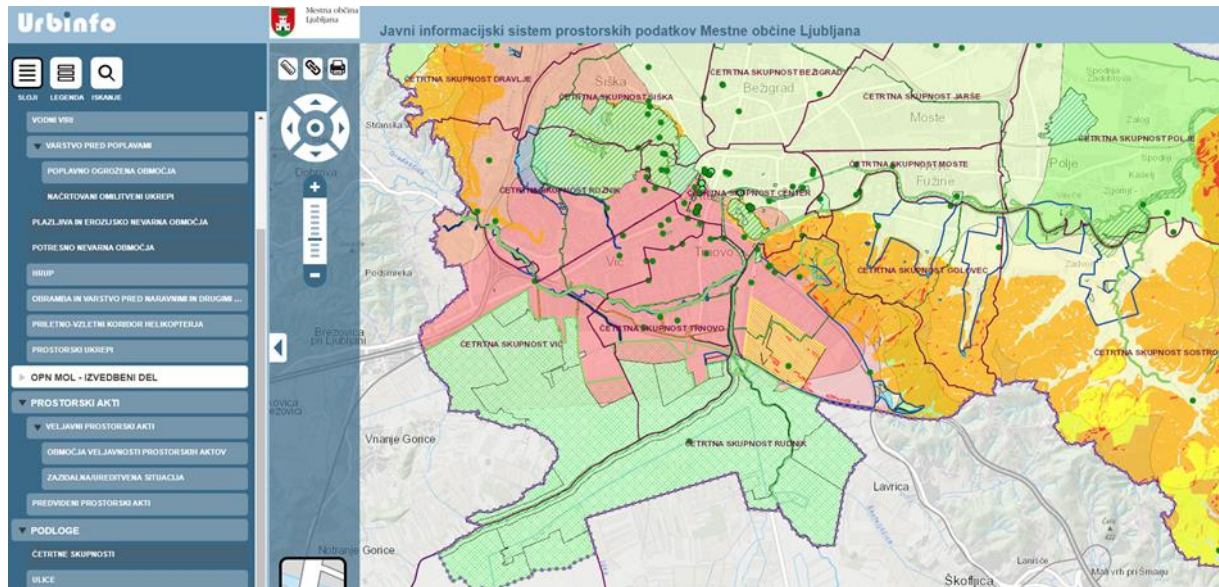 Urbinfo
Mestna občina
Ljubljana
Javni informacijski sistem prostorskih podatkov Mestne občine Ljubljana
SLOJI
LEGENDA
ISKANJE
VODNI VIRI
VARSTVO PRED POPLAVAMI
POPLAVNO OGROŽENA OBMOČJA
NAČRTOVANI OMILITVENI UKREPI
PLAZLJIVA IN EROZIJSKO NEVARNA OBMOČJA
POTRESNO NEVARNA OBMOČJA
HRUP
OBRAMBA IN VARSTVO PRED NARAVNIMI IN DRUGIMI ...
PRILETNO-VZLETNI KORIDOR HELIKOPTERJA
PROSTORSKI UKREPI
OPN MOL - IZVEDBENI DEL
PROSTORSKI AKTI
VELJAVNI PROSTORSKI AKTI
OBMOČJA VELJAVNOSTI PROSTORSKIH AKTOV
ZAZIDALNA/UREDITVENA SITUACIJA
PREDVIDENI PROSTORSKI AKTI
PODLOGE
ČETRTNE SKUPNOSTI
ULICE
ČETRTNA SKUPNOST DRAVLJE
Šiška
ČETRTNA SKUPNOST ŠIŠKA
ČETRTNA SKUPNOST BEŽIGRAD
Bežigrad
ČETRTNA SKUPNOST JARŠE
Moste
Spodnja
Zadobrova
Zalog
ČETRTNA SKUPNOST POLJE
Polje
Spodnji
Kašelj
Zgornji
Stranska
Dobrova
ČETRTNA SKUPNOST MOSTE
Fužine
ČETRTNA SKUPNOST ROŽNIK
ČETRTNA SKUPNOST CENTER
Vič
Trnovo
Podsmreka
ČETRTNA SKUPNOST GOLOVEC
Brezovica
pri Ljubljani
ČETRTNA SKUPNOST TRNOVO
ČETRTNA SKUPNOST VIČ
ČETRTNA SKUPNOST SOSTRO
Vnanje Gorice
ČETRTNA SKUPNOST RUDNIK
Lavrica
Notranje Gorice
Škofljica
Lanišče
422
Mali vrh pri Šmarju